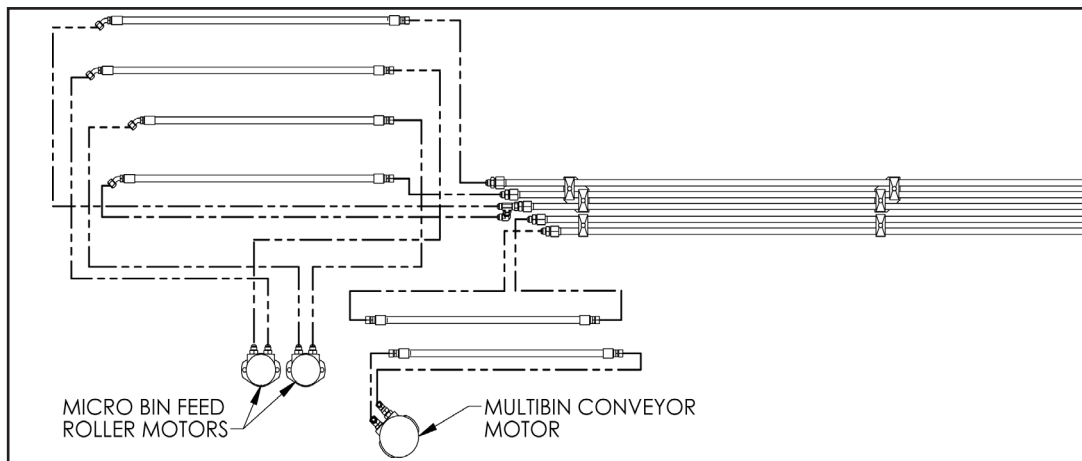 MICRO BIN FEED
ROLLER MOTORS
MULTIBIN CONVEYOR
MOTOR